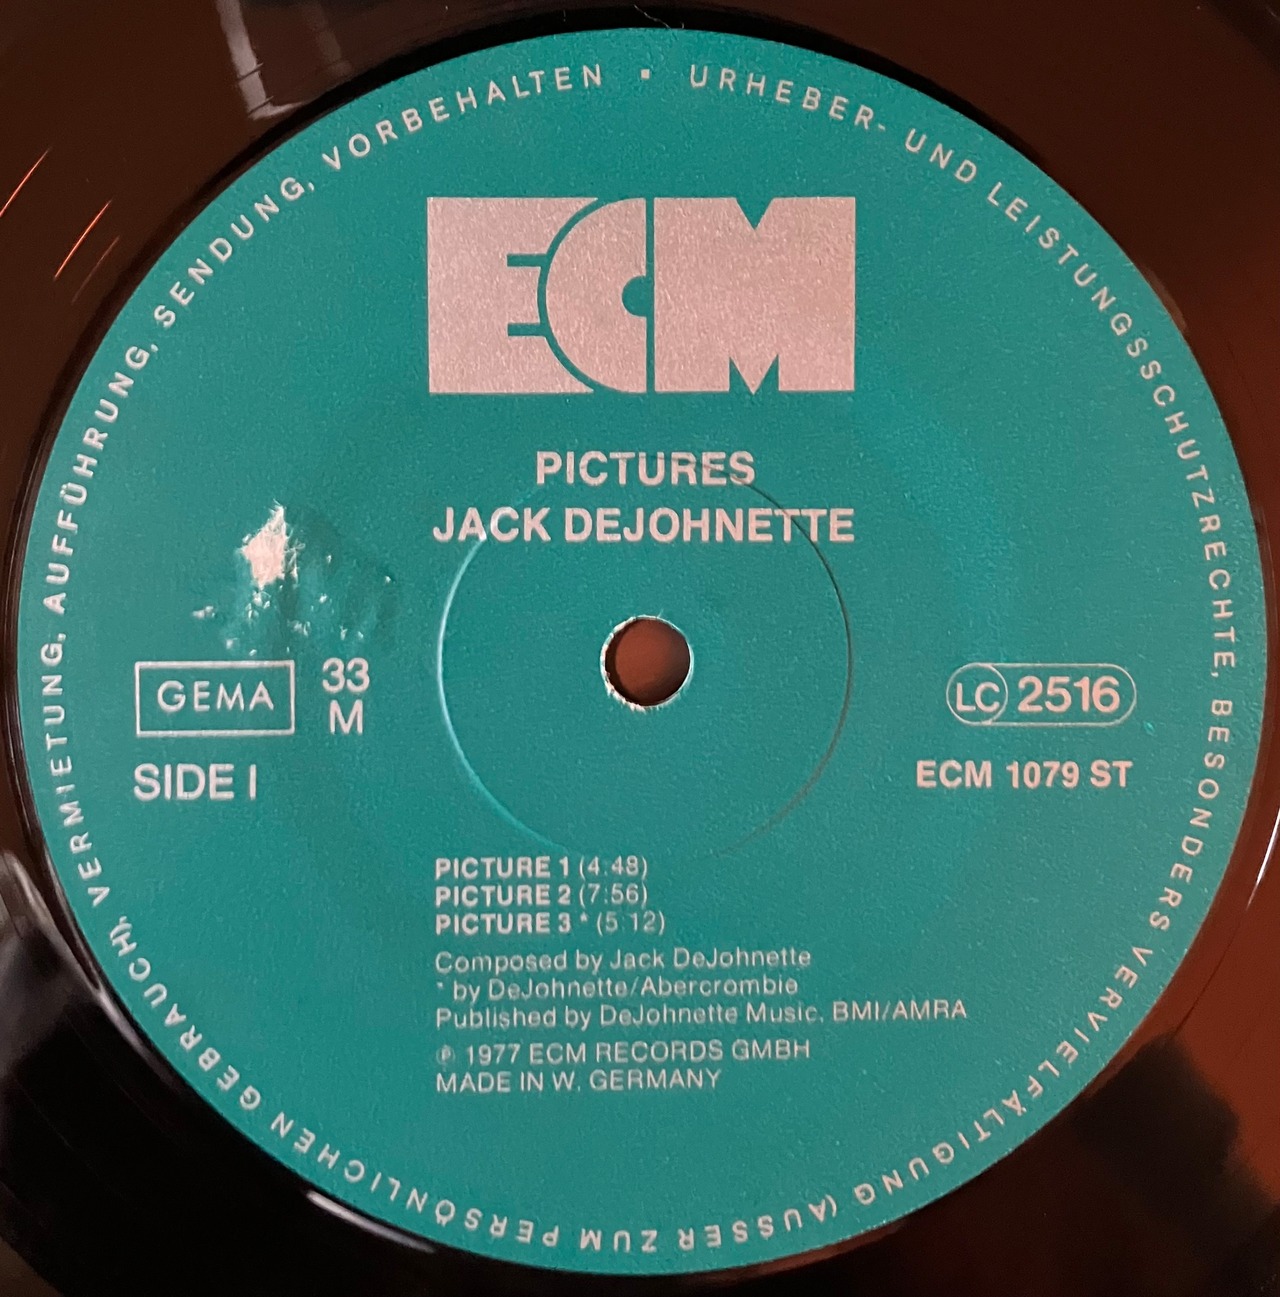 URHEBER- UND LEISTUNGSSCHUTZRECHTE, BESONDERS VERVIELFÄLTIGUNG (AUSSER ZUM PERSÖNLICHEN GEBRAUCH), VERMIETUNG, AUFFÜHRUNG, SENDUNG, VORBEHALTEN ▪
ECM
PICTURES
JACK DEJOHNETTE
GEMA
33
M
SIDE I
LC 2516
ECM 1079 ST
PICTURE 1 (4:48)
PICTURE 2 (7:56)
PICTURE 3 * (5:12)
Composed by Jack DeJohnette
* by DeJohnette/Abercrombie
Published by DeJohnette Music, BMI/AMRA
℗ 1977 ECM RECORDS GMBH
MADE IN W. GERMANY